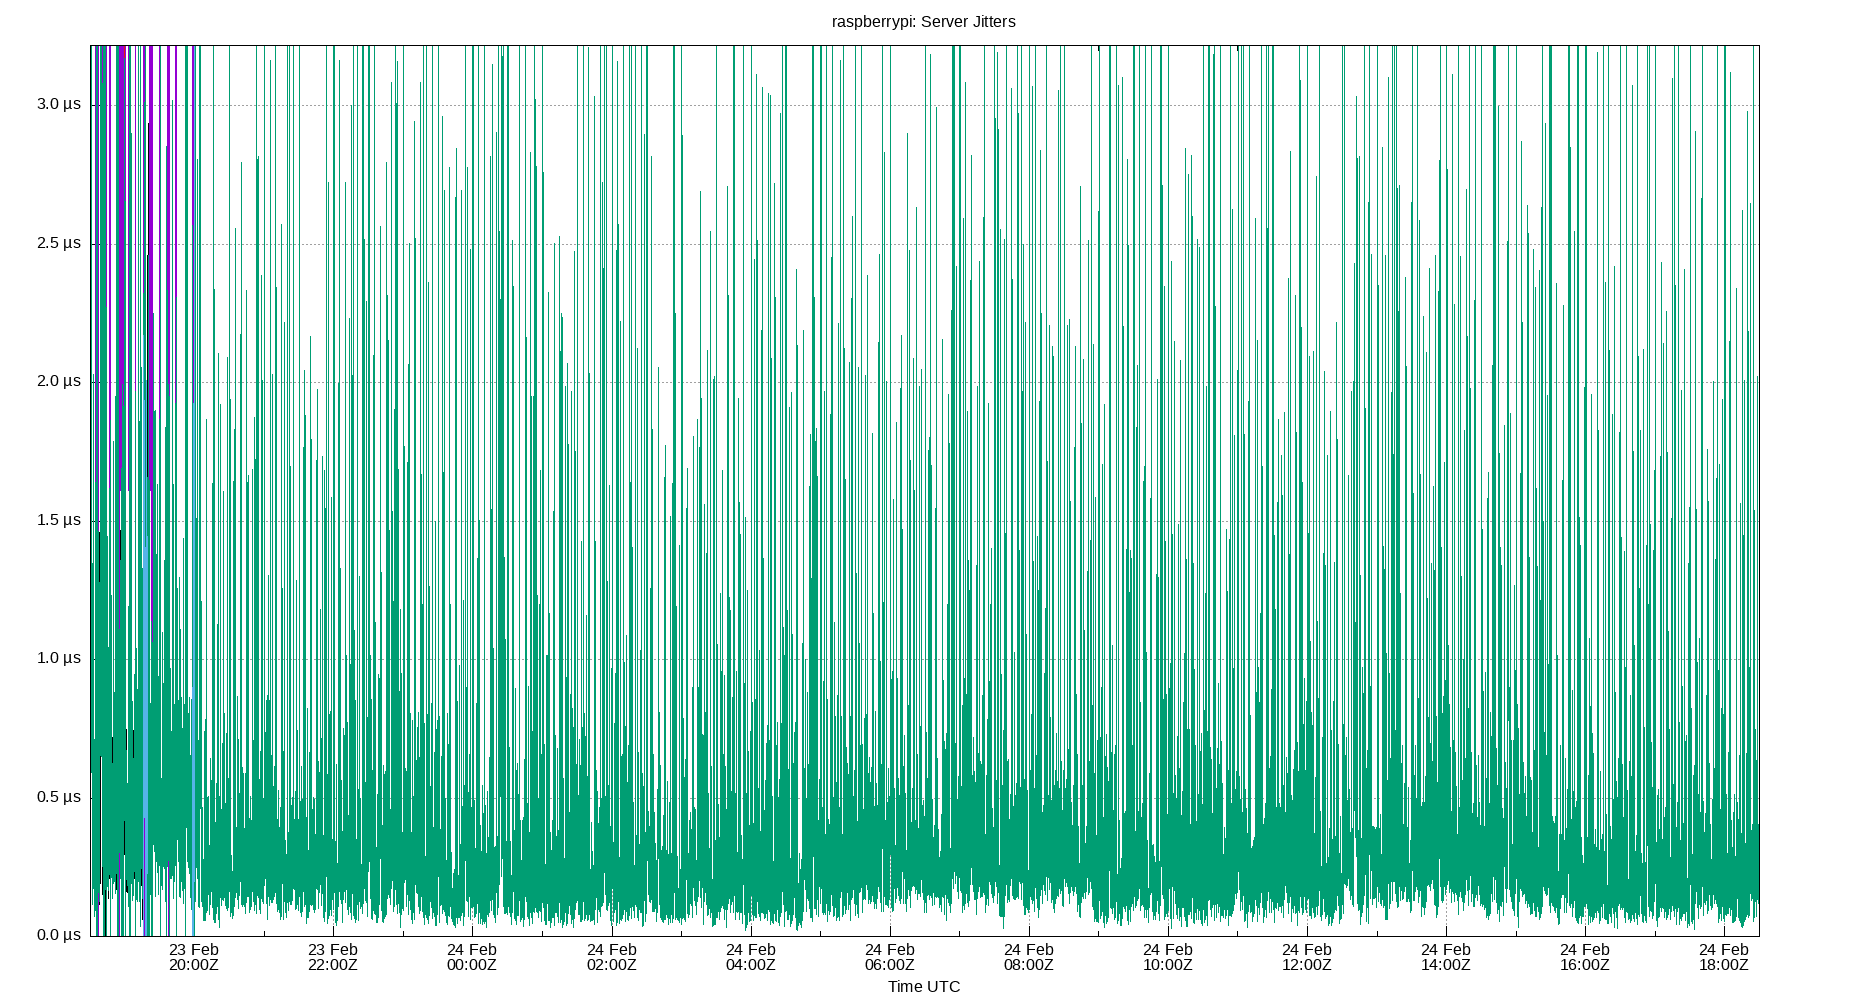 raspberrypi: Server Jitters
3.0 µs
2.5 µs
2.0 µs
1.5 µs
1.0 µs
0.5 µs
0.0 µs
23 Feb 23 Feb 24 Feb 24 Feb 24 Feb 24 Feb 24 Feb 24 Feb 24 Feb 24 Feb 24 Feb 24 Feb
20:00Z 22:00Z 00:00Z 02:00Z 04:00Z 06:00Z 08:00Z 10:00Z 12:00Z 14:00Z 16:00Z 18:00Z
Time UTC